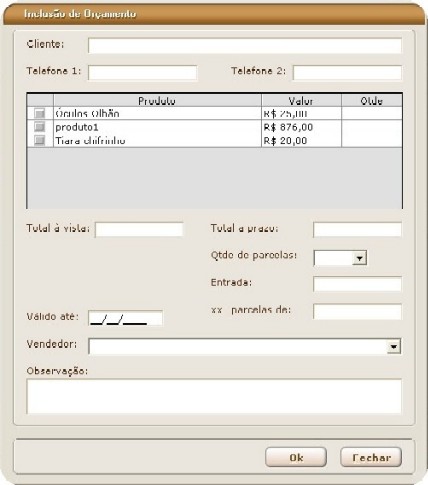 Inclusão de Orçamento
Cliente:
Telefone 1: Telefone 2:
Produto Valor Qtde
Óculos Olhão R$ 25,00
produto1 R$ 876,00
Tiara chifrinho R$ 20,00
Total à vista: Total a prazo:
Qtde de parcelas:
Entrada:
Válido até: __/__/____ xx parcelas de:
Vendedor:
Observação:
Ok Fechar